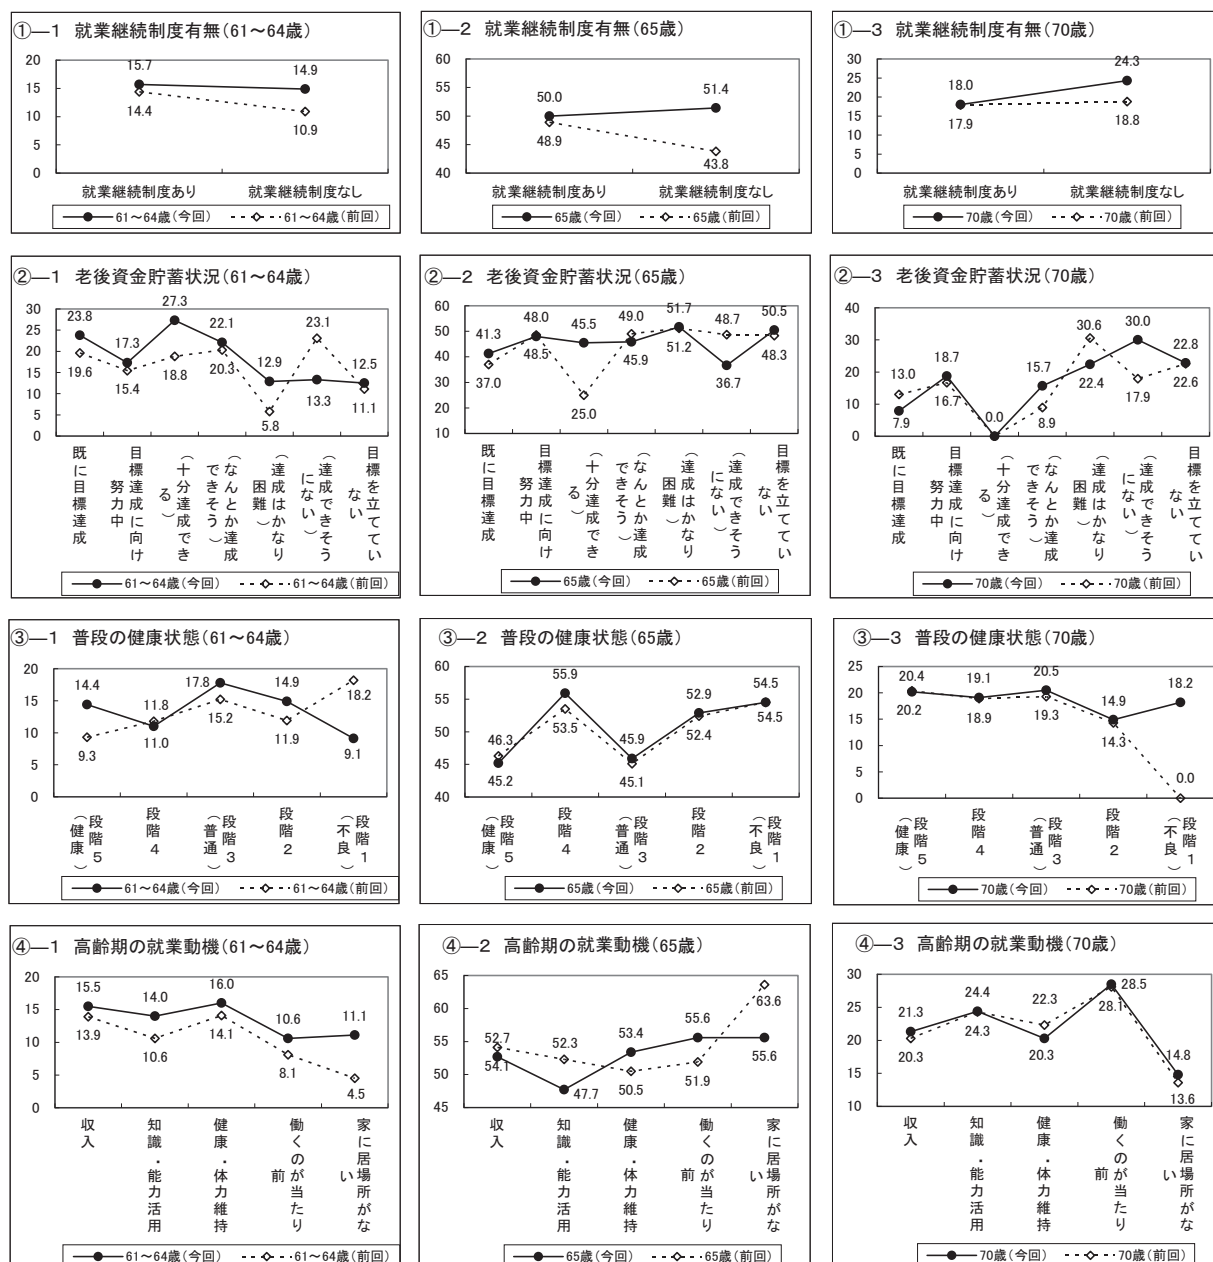 ①―1 就業継続制度有無(61～64歳)
20
15
10
5
0
15.7
14.9
14.4
10.9
就業継続制度あり
就業継続制度なし
61～64歳(今回)
61～64歳(前回)
①―2 就業継続制度有無(65歳)
60
55
50
45
40
50.0
51.4
48.9
43.8
就業継続制度あり
就業継続制度なし
65歳(今回)
65歳(前回)
①―3 就業継続制度有無(70歳)
30
25
20
15
10
5
0
18.0
24.3
17.9
18.8
就業継続制度あり
就業継続制度なし
70歳(今回)
70歳(前回)
②―1 老後資金貯蓄状況(61～64歳)
30
25
20
15
10
5
0
23.8
17.3
27.3
22.1
12.9
23.1
12.5
19.6
15.4
18.8
20.3
5.8
13.3
11.1
既に目標達成
目標達成に向け
努力中
(十分達成でき
る)
(なんとか達成
できそう)
(達成はかなり
困難)
(達成できそう
にない)
目標を立ててい
ない
61～64歳(今回)
61～64歳(前回)
②―2 老後資金貯蓄状況(65歳)
60
50
40
30
20
10
41.3
48.0
45.5
49.0
51.7
48.7
50.5
37.0
48.5
25.0
45.9
51.2
36.7
48.3
既に目標達成
目標達成に向け
努力中
(十分達成でき
る)
(なんとか達成
できそう)
(達成はかなり
困難)
(達成できそう
にない)
目標を立ててい
ない
65歳(今回)
65歳(前回)
②―3 老後資金貯蓄状況(70歳)
40
30
20
10
0
13.0
18.7
0.0
15.7
30.6
30.0
22.8
7.9
16.7
8.9
22.4
17.9
22.6
既に目標達成
目標達成に向け
努力中
(十分達成でき
る)
(なんとか達成
できそう)
(達成はかなり
困難)
(達成できそう
にない)
目標を立ててい
ない
70歳(今回)
70歳(前回)
③―1 普段の健康状態(61～64歳)
20
15
10
5
0
14.4
11.8
17.8
14.9
18.2
9.3
11.0
15.2
11.9
9.1
段階5
(健康)
段階4
段階3
(普通)
段階2
段階1
(不良)
61～64歳(今回)
61～64歳(前回)
③―2 普段の健康状態(65歳)
60
55
50
45
40
46.3
55.9
45.9
52.9
54.5
45.2
53.5
45.1
52.4
54.5
段階5
(健康)
段階4
段階3
(普通)
段階2
段階1
(不良)
65歳(今回)
65歳(前回)
③―3 普段の健康状態(70歳)
25
20
15
10
5
0
20.4
19.1
20.5
14.9
18.2
20.2
18.9
19.3
14.3
0.0
段階5
(健康)
段階4
段階3
(普通)
段階2
段階1
(不良)
70歳(今回)
70歳(前回)
④―1 高齢期の就業動機(61～64歳)
20
15
10
5
0
15.5
14.0
16.0
10.6
11.1
13.9
10.6
14.1
8.1
4.5
収入
知識・能力活用
健康・体力維持
働くのが当たり
前
家に居場所がな
い
61～64歳(今回)
61～64歳(前回)
④―2 高齢期の就業動機(65歳)
65
60
55
50
45
52.7
52.3
53.4
55.6
63.6
54.1
47.7
50.5
51.9
55.6
収入
知識・能力活用
健康・体力維持
働くのが当たり
前
家に居場所がな
い
65歳(今回)
65歳(前回)
④―3 高齢期の就業動機(70歳)
30
25
20
15
10
21.3
24.4
22.3
28.5
14.8
20.3
24.3
20.3
28.1
13.6
収入
知識・能力活用
健康・体力維持
働くのが当たり
前
家に居場所がな
い
70歳(今回)
70歳(前回)